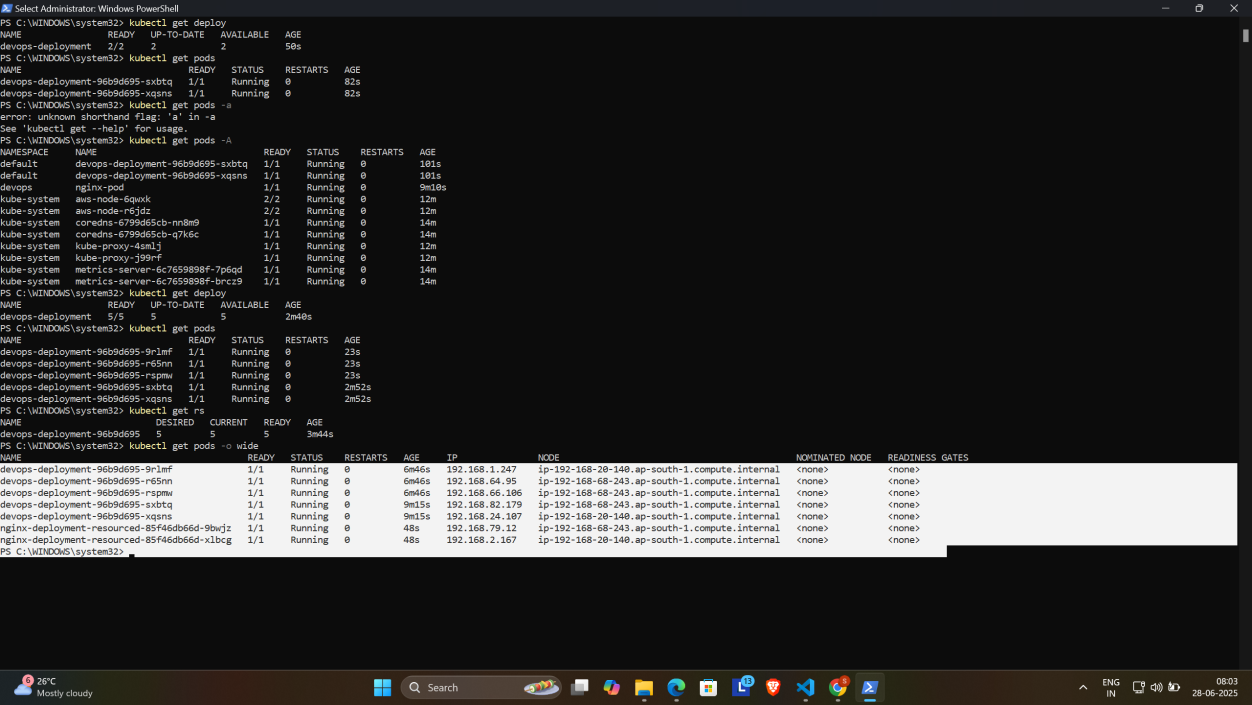 Select Administrator: Windows PowerShell
PS C:\WINDOWS\system32> kubectl get deploy
NAME READY UP-TO-DATE AVAILABLE AGE
devops-deployment 2/2 2 2 50s
PS C:\WINDOWS\system32> kubectl get pods
NAME READY STATUS RESTARTS AGE
devops-deployment-96b9d695-sxbtq 1/1 Running 0 82s
devops-deployment-96b9d695-xqsns 1/1 Running 0 82s
PS C:\WINDOWS\system32> kubectl get pods -a
error: unknown shorthand flag: 'a' in -a
See 'kubectl get --help' for usage.
PS C:\WINDOWS\system32> kubectl get pods -A
NAMESPACE NAME READY STATUS RESTARTS AGE
default devops-deployment-96b9d695-sxbtq 1/1 Running 0 101s
default devops-deployment-96b9d695-xqsns 1/1 Running 0 101s
devops nginx-pod 1/1 Running 0 9m10s
kube-system aws-node-6qwxk 2/2 Running 0 12m
kube-system aws-node-r6jdz 2/2 Running 0 12m
kube-system coredns-6799d65cb-nn8m9 1/1 Running 0 14m
kube-system coredns-6799d65cb-q7k6c 1/1 Running 0 14m
kube-system kube-proxy-4smlj 1/1 Running 0 12m
kube-system kube-proxy-j99rf 1/1 Running 0 12m
kube-system metrics-server-6c7659898f-7p6qd 1/1 Running 0 14m
kube-system metrics-server-6c7659898f-brcz9 1/1 Running 0 14m
PS C:\WINDOWS\system32> kubectl get deploy
NAME READY UP-TO-DATE AVAILABLE AGE
devops-deployment 5/5 5 5 2m40s
PS C:\WINDOWS\system32> kubectl get pods
NAME READY STATUS RESTARTS AGE
devops-deployment-96b9d695-9rlmf 1/1 Running 0 23s
devops-deployment-96b9d695-r65nn 1/1 Running 0 23s
devops-deployment-96b9d695-rspmw 1/1 Running 0 23s
devops-deployment-96b9d695-sxbtq 1/1 Running 0 2m52s
devops-deployment-96b9d695-xqsns 1/1 Running 0 2m52s
PS C:\WINDOWS\system32> kubectl get rs
NAME DESIRED CURRENT READY AGE
devops-deployment-96b9d695 5 5 5 3m44s
PS C:\WINDOWS\system32> kubectl get pods -o wide
NAME READY STATUS RESTARTS AGE IP NODE NOMINATED NODE READINESS GATES
devops-deployment-96b9d695-9rlmf 1/1 Running 0 6m46s 192.168.1.247 ip-192-168-20-140.ap-south-1.compute.internal <none> <none>
devops-deployment-96b9d695-r65nn 1/1 Running 0 6m46s 192.168.64.95 ip-192-168-68-243.ap-south-1.compute.internal <none> <none>
devops-deployment-96b9d695-rspmw 1/1 Running 0 6m46s 192.168.66.106 ip-192-168-68-243.ap-south-1.compute.internal <none> <none>
devops-deployment-96b9d695-sxbtq 1/1 Running 0 9m15s 192.168.82.179 ip-192-168-68-243.ap-south-1.compute.internal <none> <none>
devops-deployment-96b9d695-xqsns 1/1 Running 0 9m15s 192.168.24.107 ip-192-168-20-140.ap-south-1.compute.internal <none> <none>
nginx-deployment-resourced-85f46db66d-9bwjz 1/1 Running 0 48s 192.168.79.12 ip-192-168-68-243.ap-south-1.compute.internal <none> <none>
nginx-deployment-resourced-85f46db66d-xlbcg 1/1 Running 0 48s 192.168.2.167 ip-192-168-20-140.ap-south-1.compute.internal <none> <none>
PS C:\WINDOWS\system32>
6
26°C
Mostly cloudy
Search
L
13
S
ENG
IN
08:03
28-06-2025